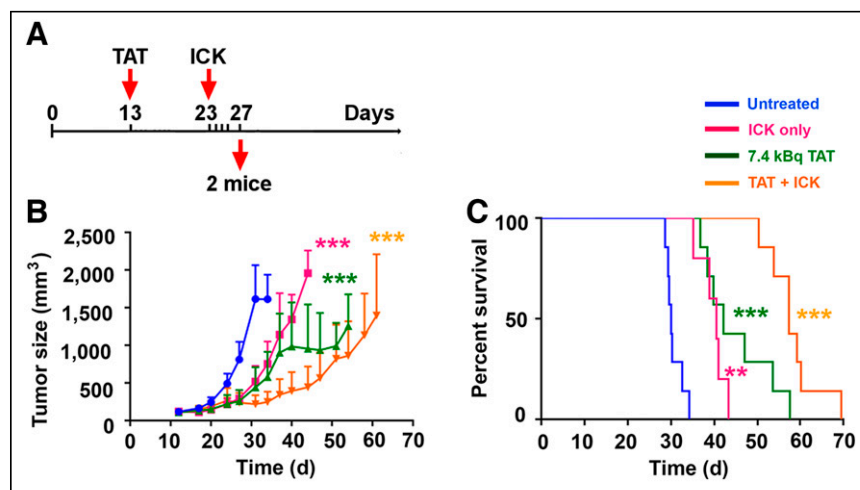 A
TAT ICK
0 13 23 27 Days
2 mice
Untreated
ICK only
7.4 kBq TAT
TAT + ICK
B
Tumor size (mm³)
2,500
2,000
1,500
1,000
500
0
*** *** ***
0 10 20 30 40 50 60 70
Time (d)
C
Percent survival
100
50
0
*** *** **
0 10 20 30 40 50 60 70
Time (d)